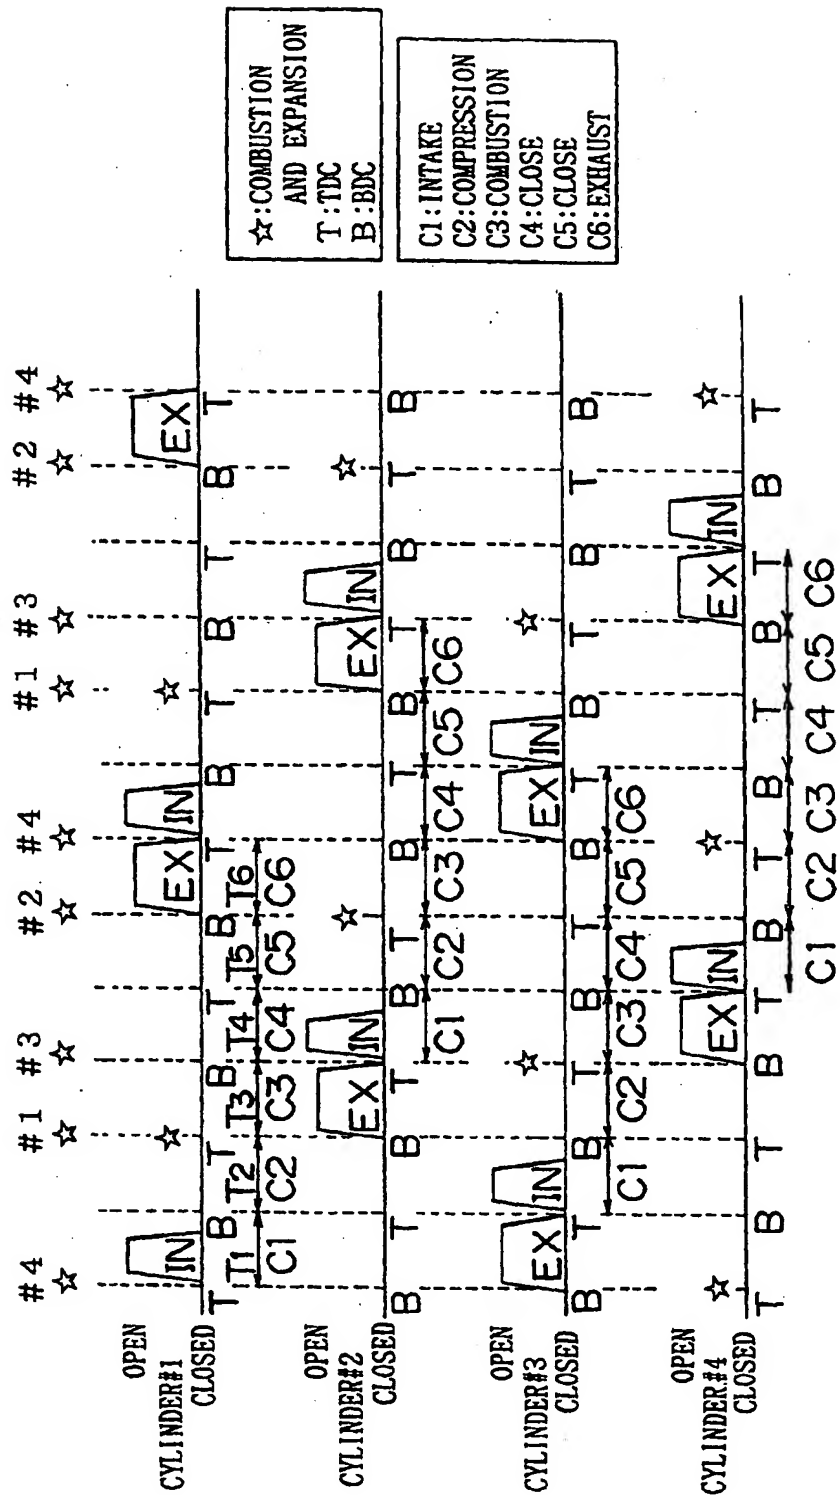 #4 #1 #3 #2 #4 #1 #3 #2 #4
☆ ☆ ☆ ☆ ☆ ☆ ☆ ☆ ☆
OPEN
CYLINDER#1
CLOSED
IN ☆ EX IN ☆ EX
T B T B T B T B T B T B T
T1 T2 T3 T4 T5 T6
C1 C2 C3 C4 C5 C6
OPEN
CYLINDER#2
CLOSED
EX IN ☆ EX IN ☆
B T B T B T B T B T B T B
C1 C2 C3 C4 C5 C6
OPEN
CYLINDER#3
CLOSED
EX IN ☆ EX IN ☆
B T B T B T B T B T B T B
C1 C2 C3 C4 C5 C6
OPEN
CYLINDER#4
CLOSED
☆ EX IN ☆ EX IN ☆
T B T B T B T B T B T B T
C1 C2 C3 C4 C5 C6
☆:COMBUSTION
AND EXPANSION
T:TDC
B:BDC
C1:INTAKE
C2:COMPRESSION
C3:COMBUSTION
C4:CLOSE
C5:CLOSE
C6:EXHAUST